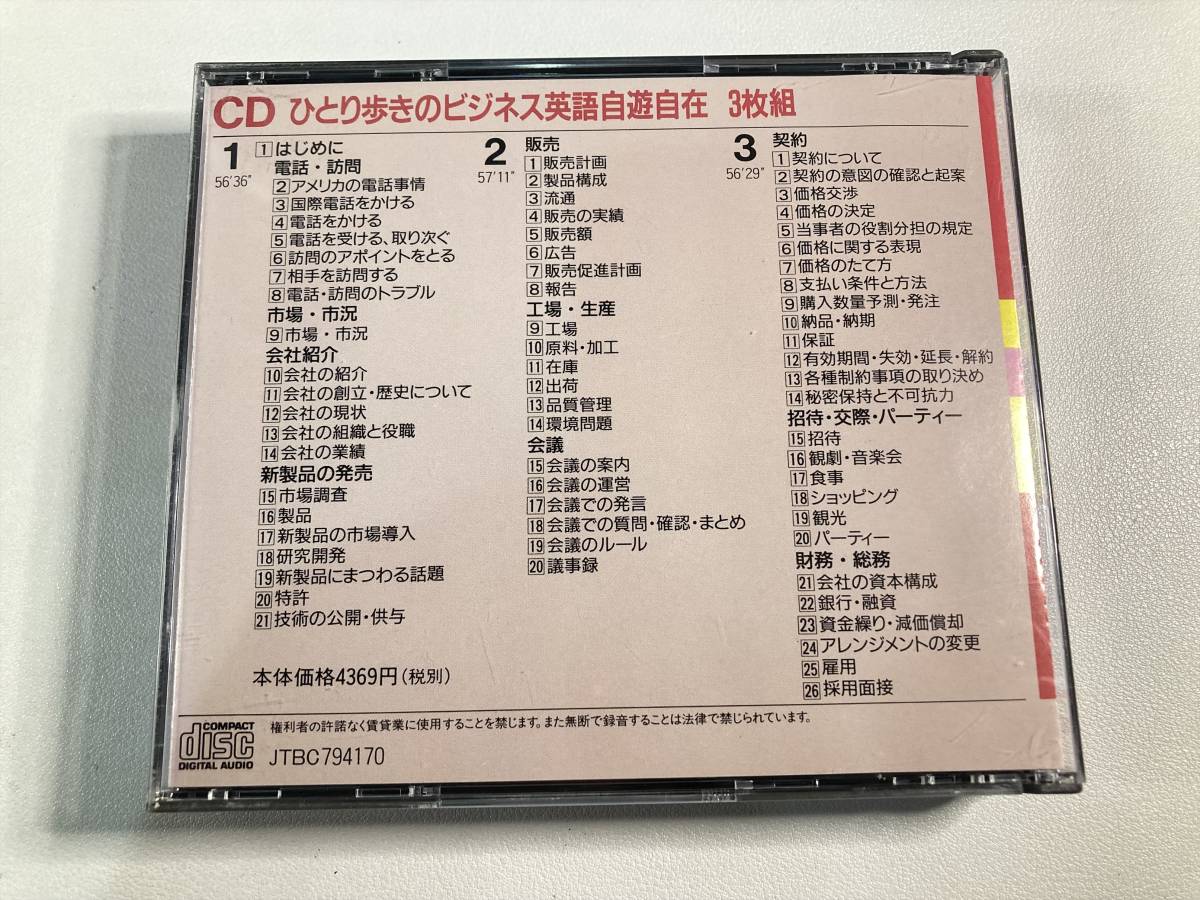 CD ひとり歩きのビジネス英語自遊自在 3枚組
1
56'36"
1 はじめに
電話・訪問
2 アメリカの電話事情
3 国際電話をかける
4 電話をかける
5 電話を受ける、取り次ぐ
6 訪問のアポイントをとる
7 相手を訪問する
8 電話・訪問のトラブル
市場・市況
9 市場・市況
会社紹介
10 会社の紹介
11 会社の創立・歴史について
12 会社の現状
13 会社の組織と役職
14 会社の業績
新製品の発売
15 市場調査
16 製品
17 新製品の市場導入
18 研究開発
19 新製品にまつわる話題
20 特許
21 技術の公開・供与
2
57'11"
販売
1 販売計画
2 製品構成
3 流通
4 販売の実績
5 販売額
6 広告
7 販売促進計画
8 報告
工場・生産
9 工場
10 原料・加工
11 在庫
12 出荷
13 品質管理
14 環境問題
会議
15 会議の案内
16 会議の運営
17 会議での発言
18 会議での質問・確認・まとめ
19 会議のルール
20 議事録
3
56'29"
契約
1 契約について
2 契約の意図の確認と起案
3 価格交渉
4 価格の決定
5 当事者の役割分担の規定
6 価格に関する表現
7 価格のたて方
8 支払い条件と方法
9 購入数量予測・発注
10 納品・納期
11 保証
12 有効期間・失効・延長・解約
13 各種制約事項の取り決め
14 秘密保持と不可抗力
招待・交際・パーティー
15 招待
16 観劇・音楽会
17 食事
18 ショッピング
19 観光
20 パーティー
財務・総務
21 会社の資本構成
22 銀行・融資
23 資金繰り・減価償却
24 アレンジメントの変更
25 雇用
26 採用面接
本体価格4369円(税別)
COMPACT
disc
DIGITAL AUDIO
権利者の許諾なく賃貸業に使用することを禁じます。また無断で録音することは法律で禁じられています。
JTBC794170